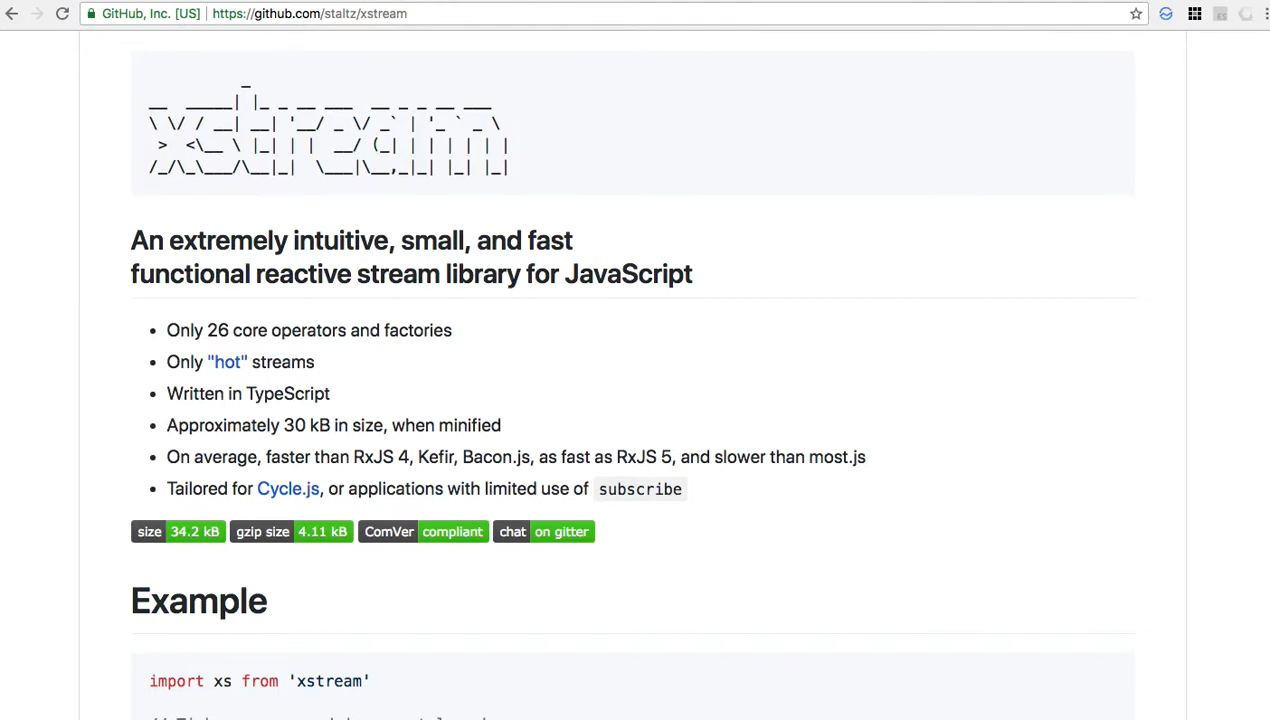 GitHub, Inc. [US] | https://github.com/staltz/xstream
xstream
An extremely intuitive, small, and fast
functional reactive stream library for JavaScript
Only 26 core operators and factories
Only "hot" streams
Written in TypeScript
Approximately 30 kB in size, when minified
On average, faster than RxJS 4, Kefir, Bacon.js, as fast as RxJS 5, and slower than most.js
Tailored for Cycle.js, or applications with limited use of subscribe
size 34.2 kB gzip size 4.11 kB ComVer compliant chat on gitter
Example
import xs from 'xstream'